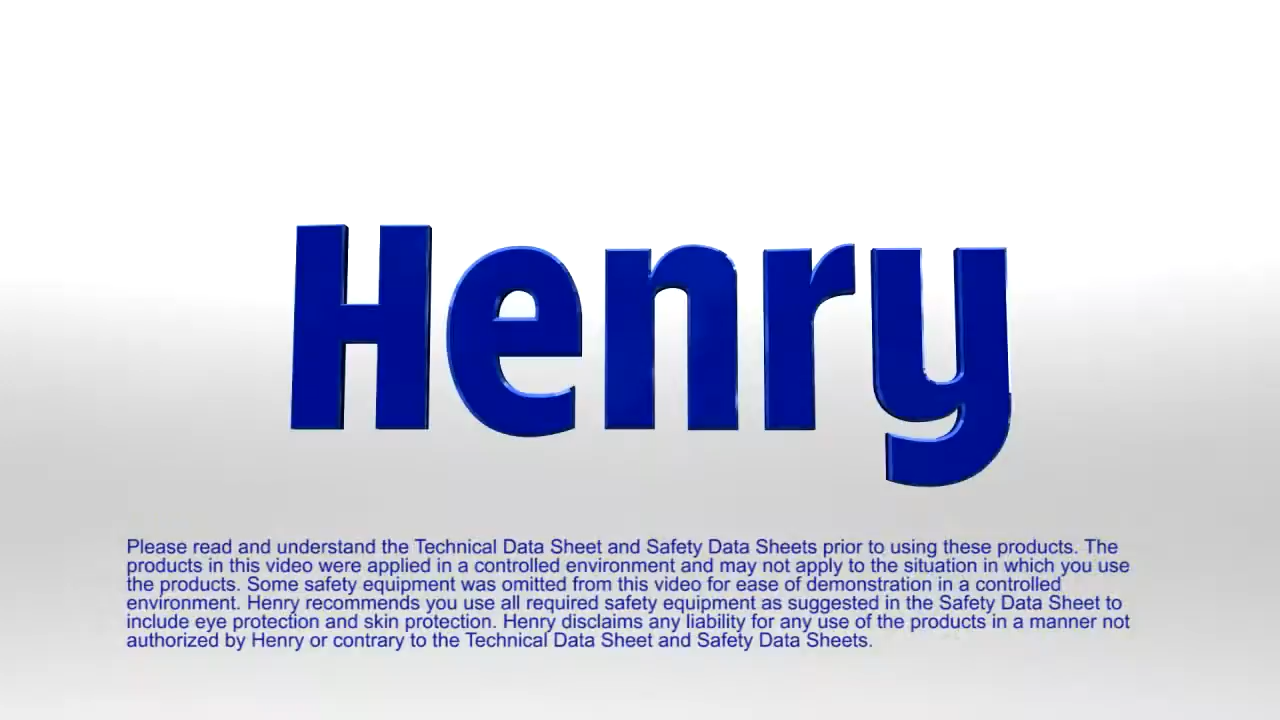 Henry
Please read and understand the Technical Data Sheet and Safety Data Sheets prior to using these products. The
products in this video were applied in a controlled environment and may not apply to the situation in which you use
the products. Some safety equipment was omitted from this video for ease of demonstration in a controlled
environment. Henry recommends you use all required safety equipment as suggested in the Safety Data Sheet to
include eye protection and skin protection. Henry disclaims any liability for any use of the products in a manner not
authorized by Henry or contrary to the Technical Data Sheet and Safety Data Sheets.